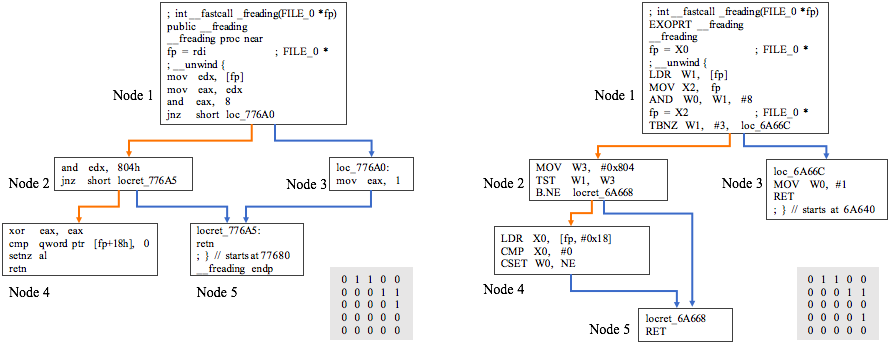 ; int __fastcall _freading(FILE_0 *fp)
public __freading
__freading proc near
fp = rdi ; FILE_0 *
; __unwind {
mov edx, [fp]
mov eax, edx
and eax, 8
jnz short loc_776A0
Node 1
and edx, 804h
jnz short locret_776A5
Node 2
loc_776A0:
mov eax, 1
Node 3
xor eax, eax
cmp qword ptr [fp+18h], 0
setnz al
retn
Node 4
locret_776A5:
retn
; } // starts at 77680
__freading endp
Node 5
0 1 1 0 0
0 0 0 1 1
0 0 0 0 1
0 0 0 0 0
0 0 0 0 0
; int __fastcall _freading(FILE_0 *fp)
EXOPRT __freading
__freading
fp = X0 ; FILE_0 *
; __unwind {
LDR W1, [fp]
MOV X2, fp
AND W0, W1, #8
fp = X2 ; FILE_0 *
TBNZ W1, #3, loc_6A66C
Node 1
MOV W3, #0x804
TST W1, W3
B.NE locret_6A668
Node 2
loc_6A66C
MOV W0, #1
RET
; } // starts at 6A640
Node 3
LDR X0, [fp, #0x18]
CMP X0, #0
CSET W0, NE
Node 4
locret_6A668
RET
Node 5
0 1 1 0 0
0 0 0 1 1
0 0 0 0 0
0 0 0 0 1
0 0 0 0 0